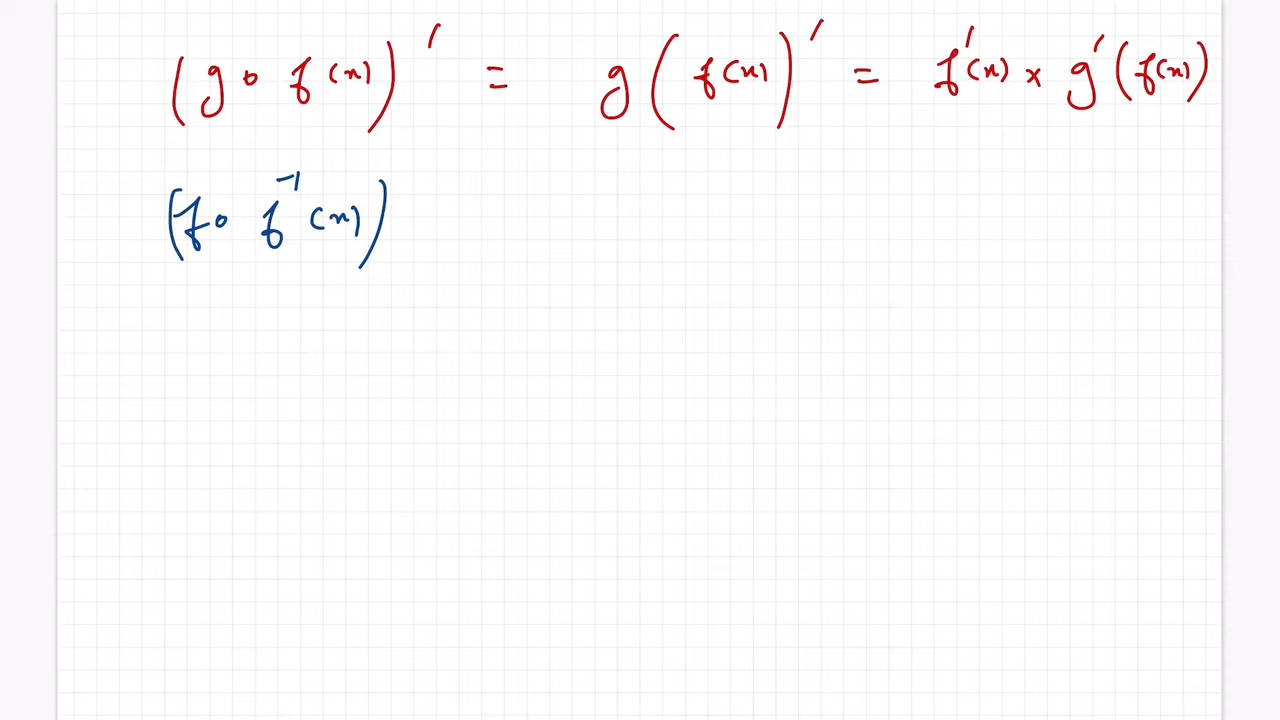 (g∘f(x))′ = g(f(x))′ = f′(x) × g′(f(x))
(f∘f⁻¹(x))